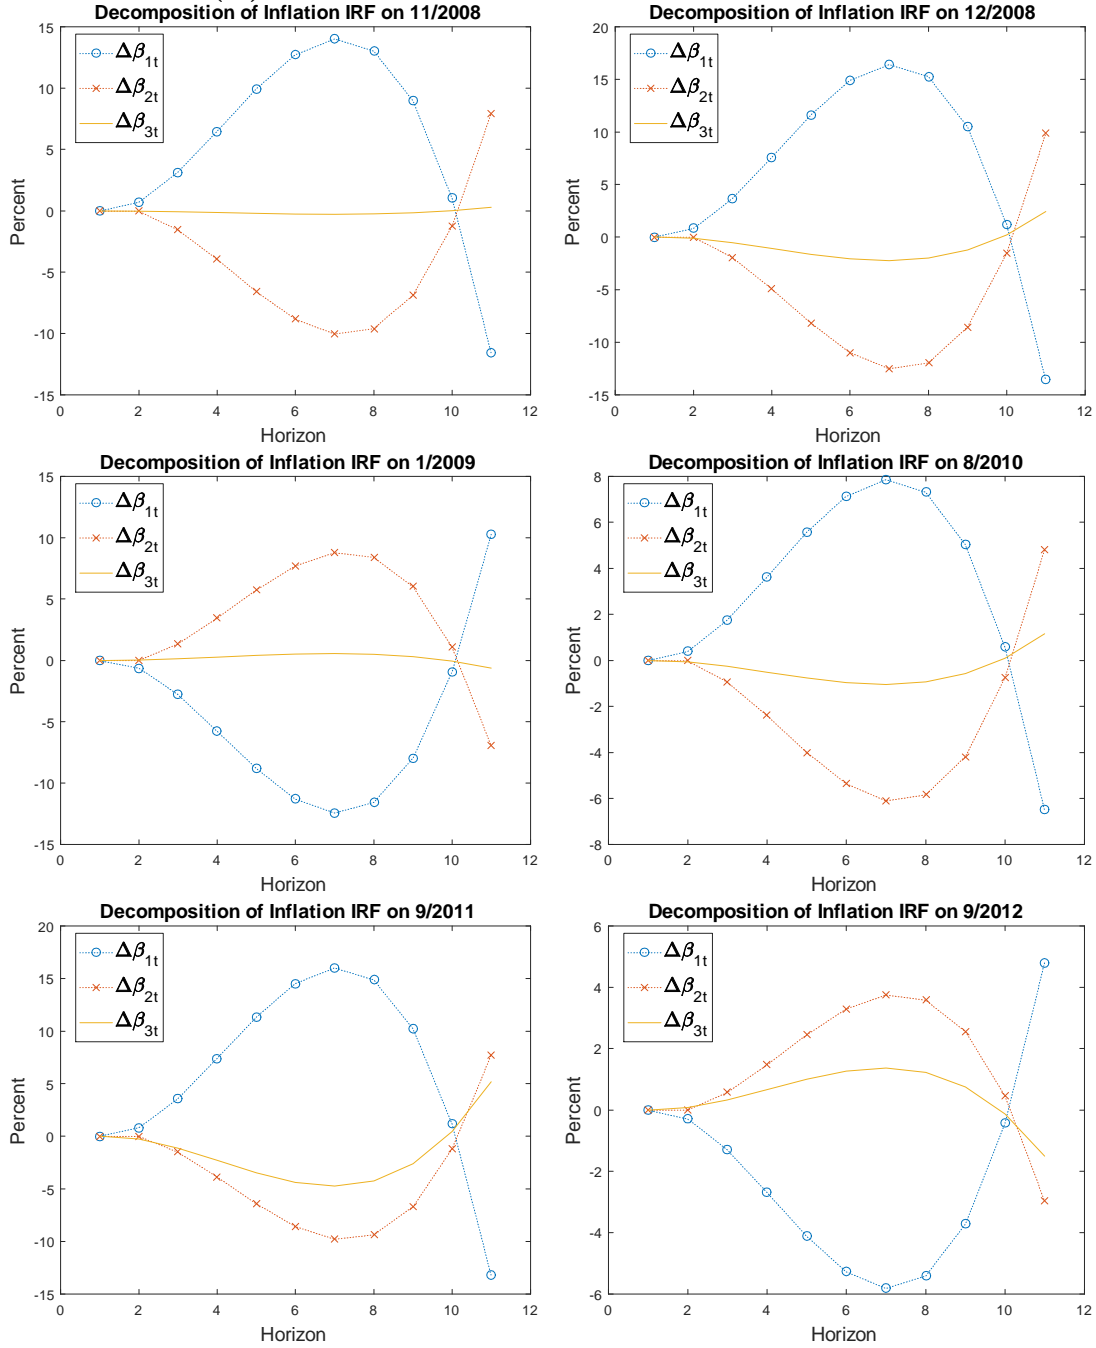 Decomposition of Inflation IRF on 11/2008
Δβ1t
Δβ2t
Δβ3t
15
10
5
0
-5
-10
-15
Percent
0 2 4 6 8 10 12
Horizon
Decomposition of Inflation IRF on 12/2008
Δβ1t
Δβ2t
Δβ3t
20
15
10
5
0
-5
-10
-15
Percent
0 2 4 6 8 10 12
Horizon
Decomposition of Inflation IRF on 1/2009
Δβ1t
Δβ2t
Δβ3t
15
10
5
0
-5
-10
-15
Percent
0 2 4 6 8 10 12
Horizon
Decomposition of Inflation IRF on 8/2010
Δβ1t
Δβ2t
Δβ3t
8
6
4
2
0
-2
-4
-6
-8
Percent
0 2 4 6 8 10 12
Horizon
Decomposition of Inflation IRF on 9/2011
Δβ1t
Δβ2t
Δβ3t
20
15
10
5
0
-5
-10
-15
Percent
0 2 4 6 8 10 12
Horizon
Decomposition of Inflation IRF on 9/2012
Δβ1t
Δβ2t
Δβ3t
6
4
2
0
-2
-4
-6
Percent
0 2 4 6 8 10 12
Horizon